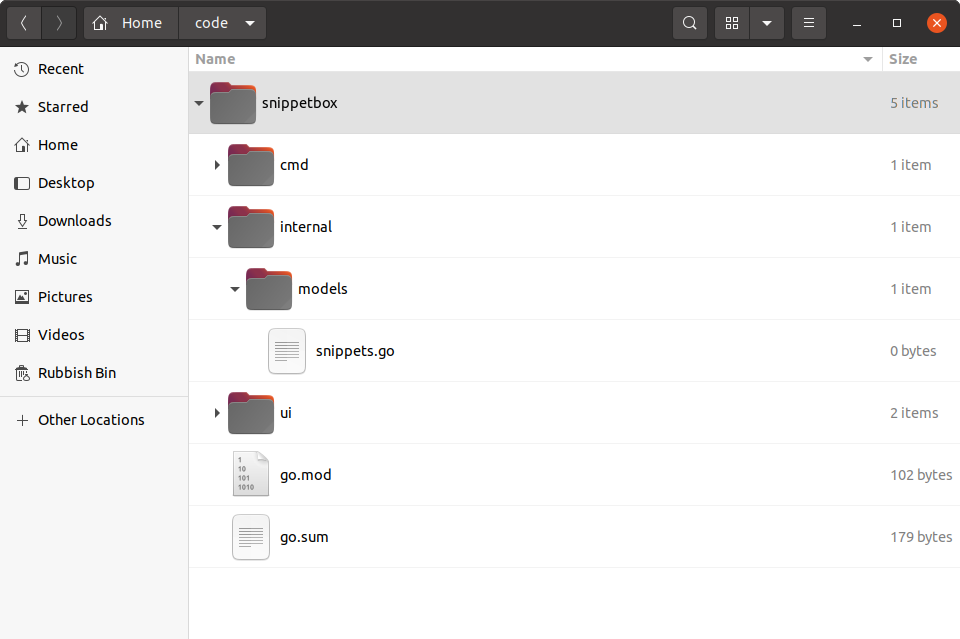 Home code
Name Size
Recent
Starred
Home
Desktop
Downloads
Music
Pictures
Videos
Rubbish Bin
Other Locations
snippetbox 5 items
cmd 1 item
internal 1 item
models 1 item
snippets.go 0 bytes
ui 2 items
1
10
101
1010
go.mod 102 bytes
go.sum 179 bytes